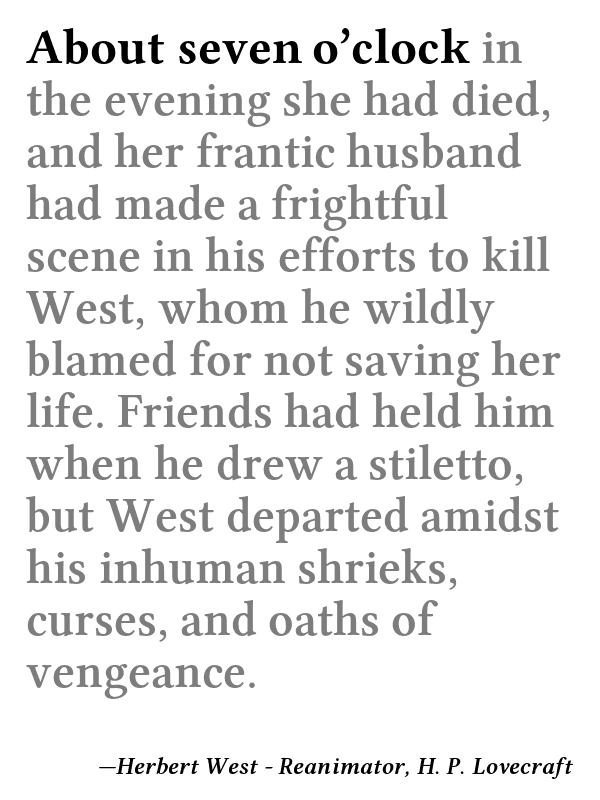 About seven o’clock in
the evening she had died,
and her frantic husband
had made a frightful
scene in his efforts to kill
West, whom he wildly
blamed for not saving her
life. Friends had held him
when he drew a stiletto,
but West departed amidst
his inhuman shrieks,
curses, and oaths of
vengeance.
—Herbert West - Reanimator, H. P. Lovecraft